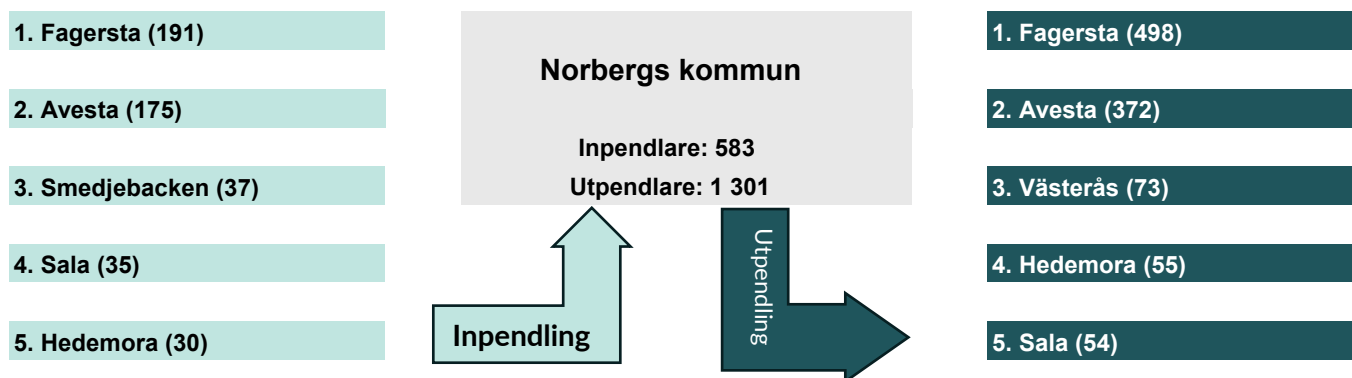 1. Fagersta (191)
2. Avesta (175)
3. Smedjebacken (37)
4. Sala (35)
5. Hedemora (30)
Norbergs kommun
Inpendlare: 583
Utpendlare: 1 301
Inpendling
Utpendling
1. Fagersta (498)
2. Avesta (372)
3. Västerås (73)
4. Hedemora (55)
5. Sala (54)